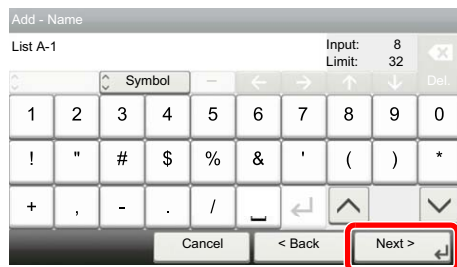 Add - Name
List A-1
Input: 8
Limit: 32
Symbol - Del.
1 2 3 4 5 6 7 8 9 0
! " # $ % & ' ( ) *
+ , - . /
Cancel < Back Next >